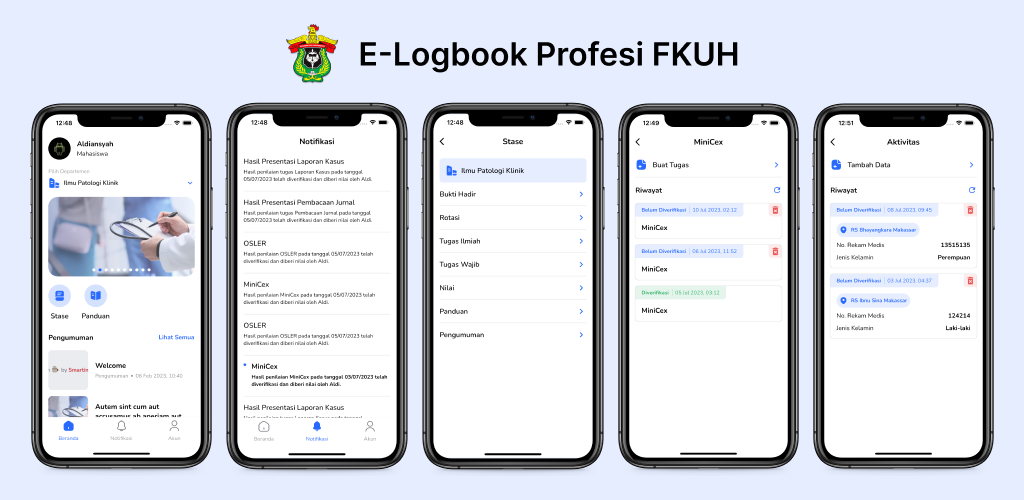 E-Logbook Profesi FKUH
12:48
Aldiansyah
Mahasiswa
Pilih Departemen
Ilmu Patologi Klinik
Stase
Panduan
Pengumuman
Lihat Semua
by Smartin
Welcome
Pengumuman • 08 Feb 2023, 10:40
Autem sint cum aut
accusamus ab aperiam aut
Beranda
Notifikasi
Akun
12:48
Notifikasi
Hasil Presentasi Laporan Kasus
Hasil penilaian tugas Laporan Kasus pada tanggal
05/07/2023 telah diverifikasi dan diberi nilai oleh Aldi.
Hasil Presentasi Pembacaan Jurnal
Hasil penilaian tugas Pembacaan Jurnal pada tanggal
05/07/2023 telah diverifikasi dan diberi nilai oleh Aldi.
OSLER
Hasil penilaian OSLER pada tanggal 05/07/2023 telah
diverifikasi dan diberi nilai oleh Aldi.
MiniCex
Hasil penilaian MiniCex pada tanggal 05/07/2023 telah
diverifikasi dan diberi nilai oleh Aldi.
OSLER
Hasil penilaian OSLER pada tanggal 05/07/2023 telah
diverifikasi dan diberi nilai oleh Aldi.
MiniCex
Hasil penilaian MiniCex pada tanggal 03/07/2023 telah
diverifikasi dan diberi nilai oleh Aldi.
Hasil Presentasi Laporan Kasus
Beranda
Notifikasi
Akun
12:48
Stase
Ilmu Patologi Klinik
Bukti Hadir
Rotasi
Tugas Ilmiah
Tugas Wajib
Nilai
Panduan
Pengumuman
12:49
MiniCex
Buat Tugas
Riwayat
Belum Diverifikasi | 10 Jul 2023, 02:12
MiniCex
Belum Diverifikasi | 06 Jul 2023, 11:52
MiniCex
Diverifikasi | 05 Jul 2023, 03:12
MiniCex
12:51
Aktivitas
Tambah Data
Riwayat
Belum Diverifikasi | 08 Jul 2023, 09:45
RS Bhayangkara Makassar
No. Rekam Medis 13515135
Jenis Kelamin Perempuan
Belum Diverifikasi | 03 Jul 2023, 04:37
RS Ibnu Sina Makassar
No. Rekam Medis 124214
Jenis Kelamin Laki-laki